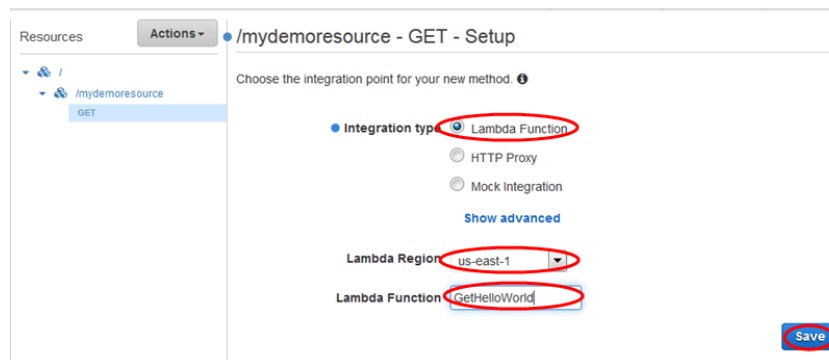 Resources
Actions
/mydemoresource - GET - Setup
/
/mydemoresource
GET
Choose the integration point for your new method.
Integration type
Lambda Function
HTTP Proxy
Mock Integration
Show advanced
Lambda Region us-east-1
Lambda Function GetHelloWorld
Save